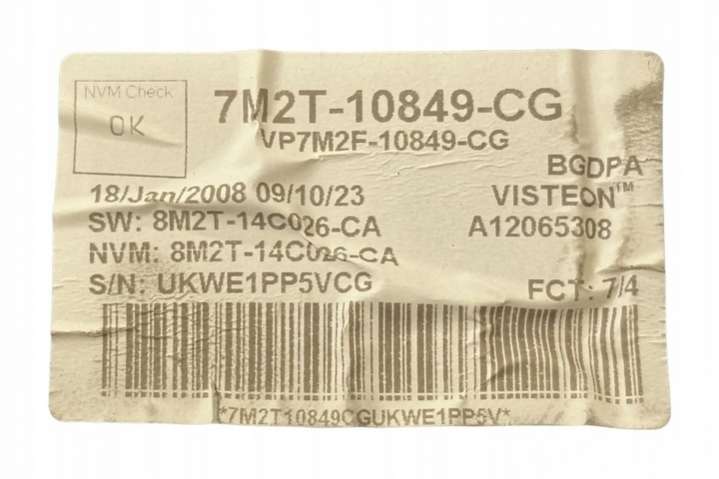 NVM Check
OK
7M2T-10849-CG
VP7M2F-10849-CG
BGDPA
18/Jan/2008 09/10/23 VISTEON™
SW: 8M2T-14C026-CA A12065308
NVM: 8M2T-14C026-CA
S/N: UKWE1PP5VCG FCT: 7/4
*7M2T10849CGUKWE1PP5V*